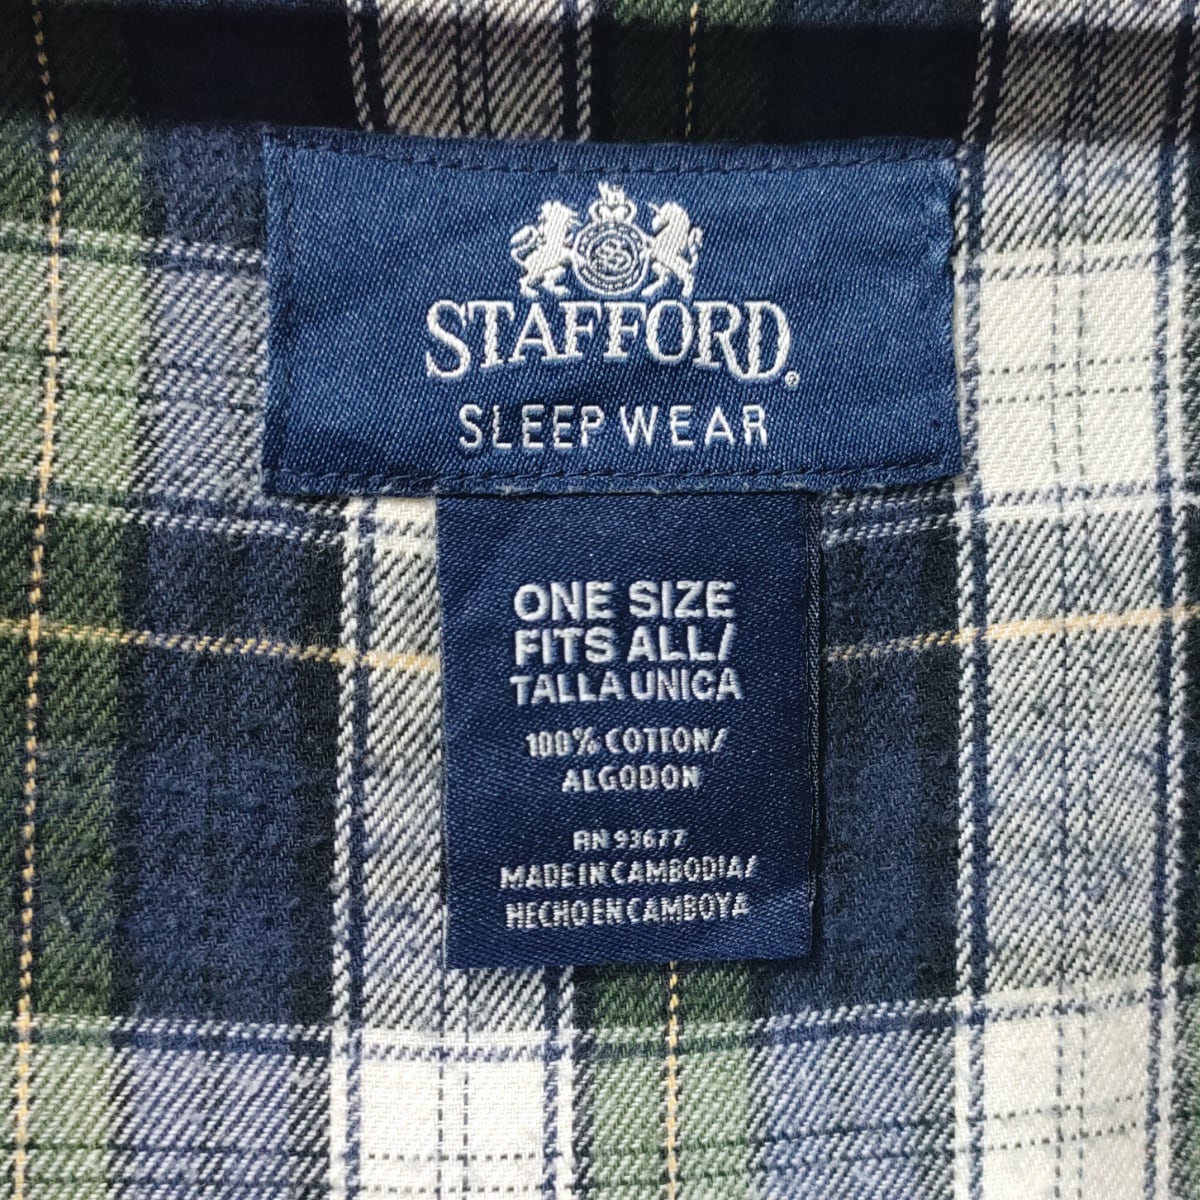 STAFFORD®
SLEEPWEAR
ONE SIZE
FITS ALL/
TALLA UNICA
100% COTTON/
ALGODON
RN 93677
MADE IN CAMBODIA/
HECHO EN CAMBOYA